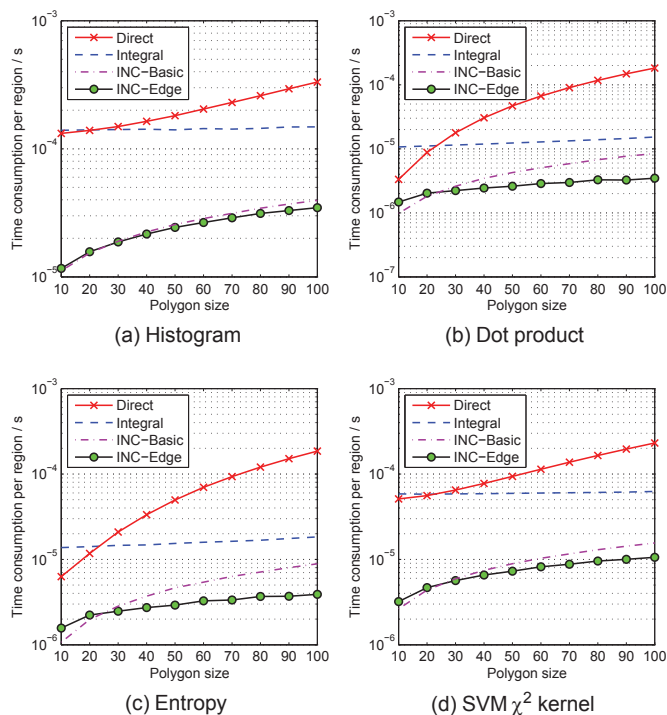 10⁻³
10⁻⁴
10⁻⁵
Time consumption per region / s
Direct
Integral
INC−Basic
INC−Edge
10 20 30 40 50 60 70 80 90 100
Polygon size
(a) Histogram
10⁻³
10⁻⁴
10⁻⁵
10⁻⁶
10⁻⁷
Time consumption per region / s
Direct
Integral
INC−Basic
INC−Edge
10 20 30 40 50 60 70 80 90 100
Polygon size
(b) Dot product
10⁻³
10⁻⁴
10⁻⁵
10⁻⁶
Time consumption per region / s
Direct
Integral
INC−Basic
INC−Edge
10 20 30 40 50 60 70 80 90 100
Polygon size
(c) Entropy
10⁻³
10⁻⁴
10⁻⁵
10⁻⁶
Time consumption per region / s
Direct
Integral
INC−Basic
INC−Edge
10 20 30 40 50 60 70 80 90 100
Polygon size
(d) SVM χ² kernel